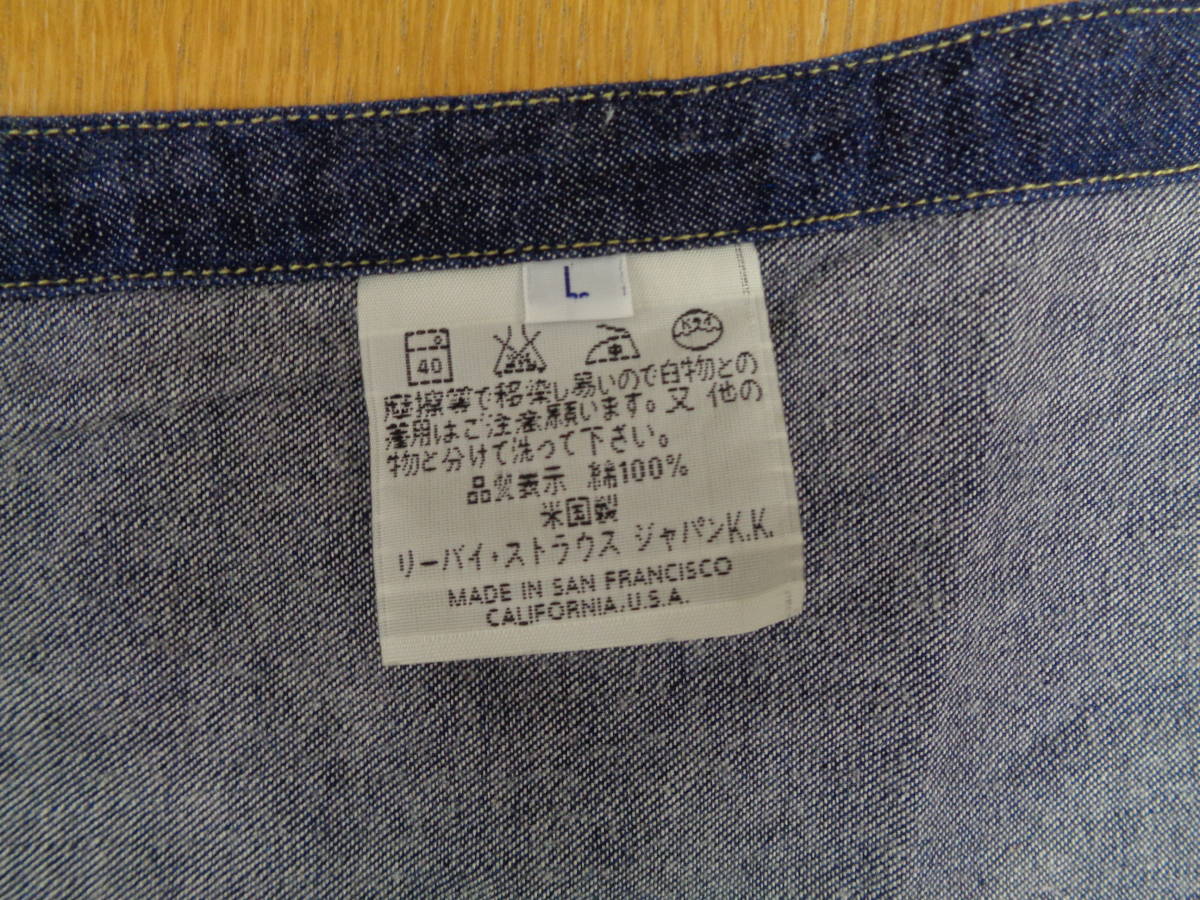 L
40
摩擦等で移染し易いので白物との
着用はご注意願います。又 他の
物と分けて洗って下さい。
品質表示 綿100%
米国製
リーバイ・ストラウス ジャパンK.K.
MADE IN SAN FRANCISCO
CALIFORNIA, U.S.A.